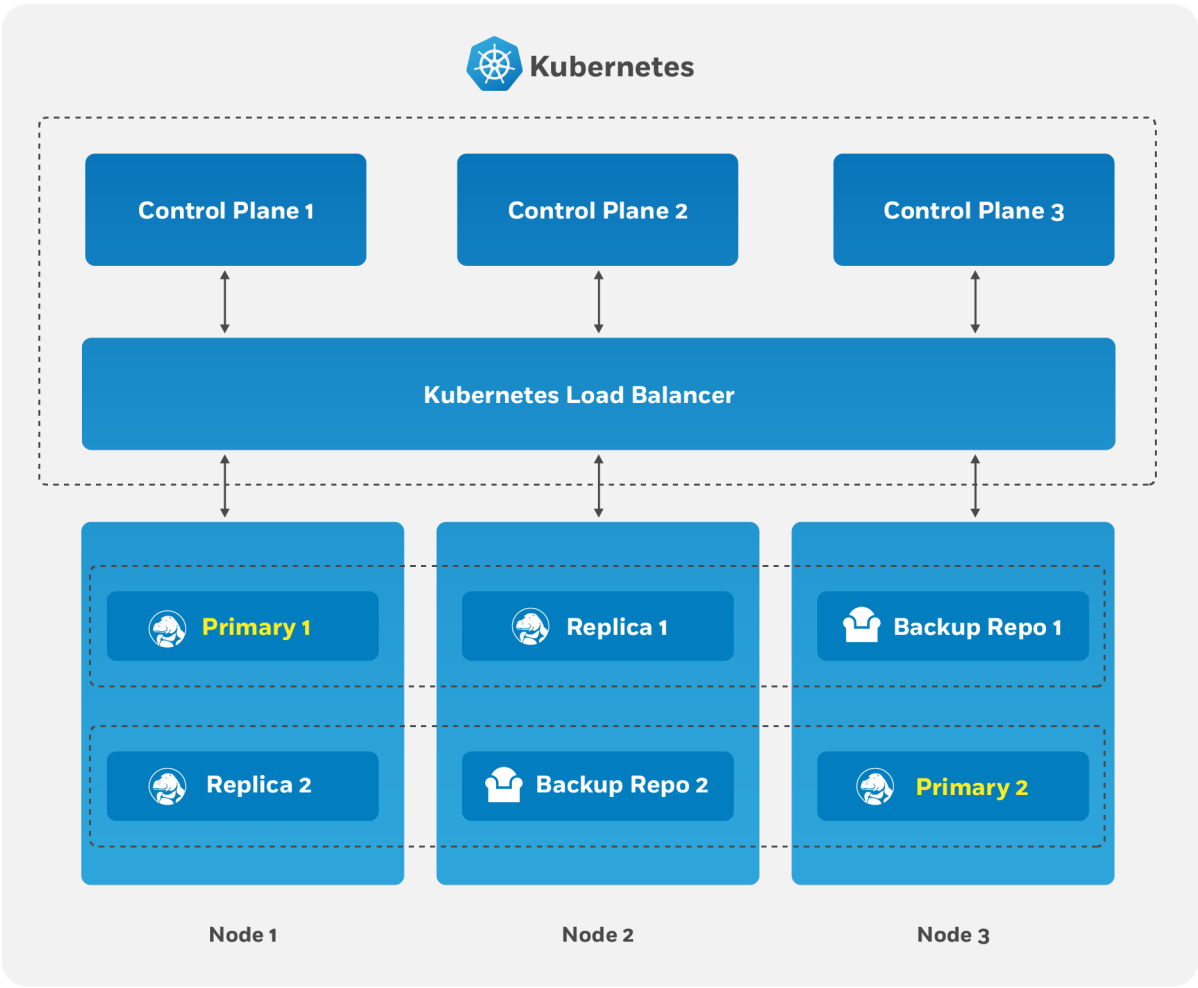 Kubernetes
Control Plane 1
Control Plane 2
Control Plane 3
Kubernetes Load Balancer
Primary 1
Replica 1
Backup Repo 1
Replica 2
Backup Repo 2
Primary 2
Node 1
Node 2
Node 3